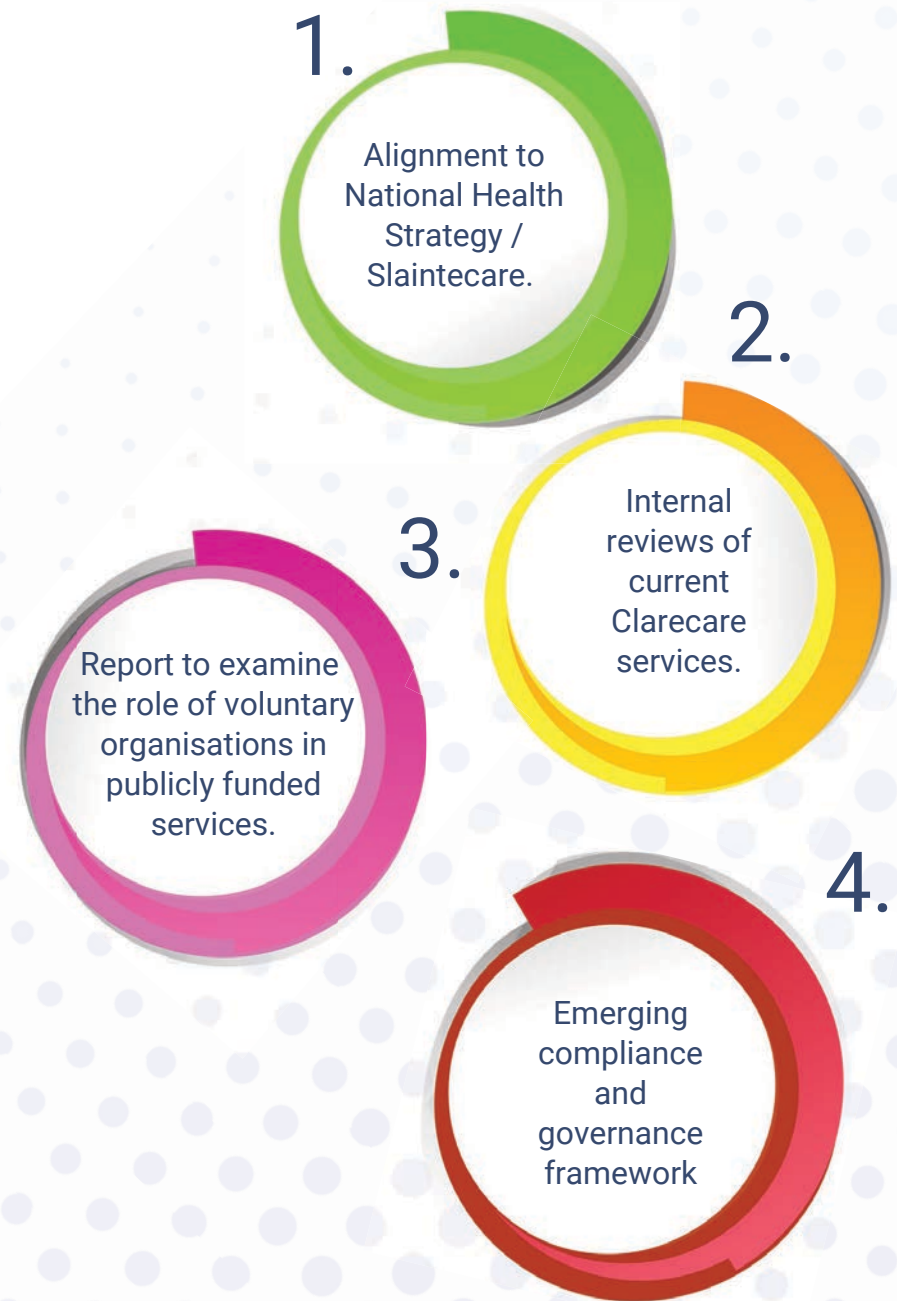 1.
Alignment to
National Health
Strategy /
Slaintecare.
2.
Internal
reviews of
current
Clarecare
services.
3.
Report to examine
the role of voluntary
organisations in
publicly funded
services.
4.
Emerging
compliance
and
governance
framework